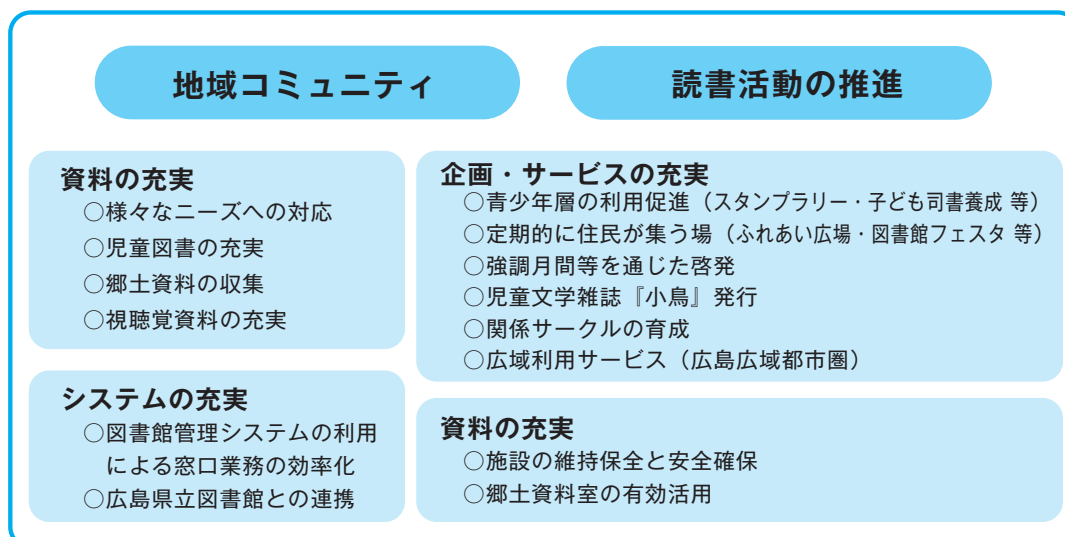 地域コミュニティ
読書活動の推進
資料の充実
○様々なニーズへの対応
○児童図書の充実
○郷土資料の収集
○視聴覚資料の充実
システムの充実
○図書館管理システムの利用
による窓口業務の効率化
○広島県立図書館との連携
企画・サービスの充実
○青少年層の利用促進（スタンプラリー・子ども司書養成 等）
○定期的に住民が集う場（ふれあい広場・図書館フェスタ 等）
○強調月間等を通じた啓発
○児童文学雑誌『小鳥』発行
○関係サークルの育成
○広域利用サービス（広島広域都市圏）
資料の充実
○施設の維持保全と安全確保
○郷土資料室の有効活用